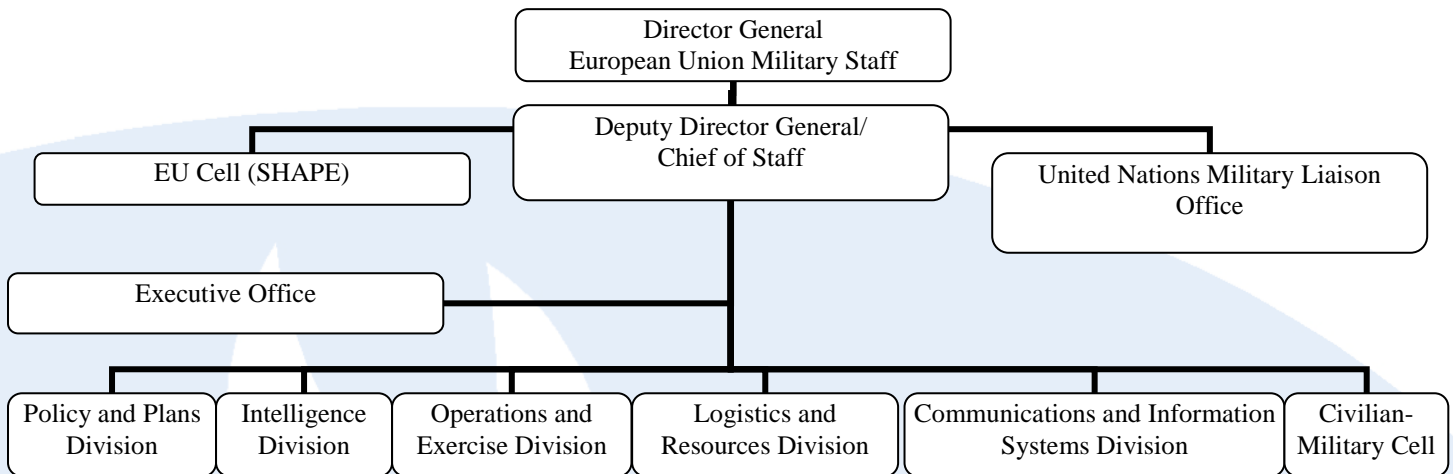 Director General
European Union Military Staff
Deputy Director General/
Chief of Staff
EU Cell (SHAPE)
United Nations Military Liaison
Office
Executive Office
Policy and Plans
Division
Intelligence
Division
Operations and
Exercise Division
Logistics and
Resources Division
Communications and Information
Systems Division
Civilian-
Military Cell